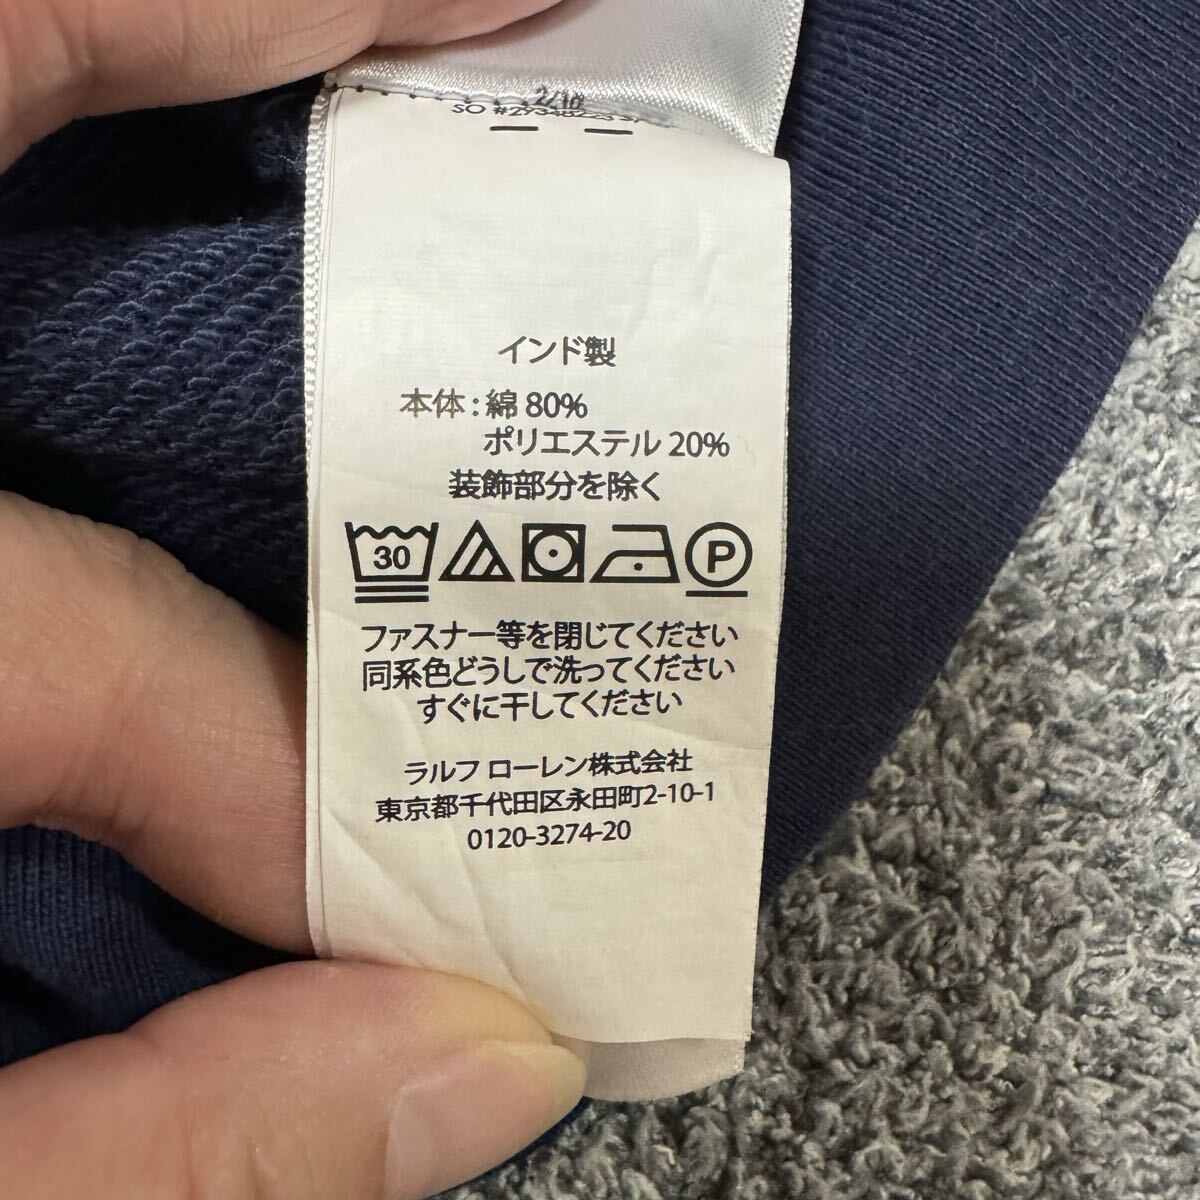 2/10
SO #29348223
インド製
本体 : 綿 80%
ポリエステル 20%
装飾部分を除く
30 P
ファスナー等を閉じてください
同系色どうしで洗ってください
すぐに干してください
ラルフ ローレン株式会社
東京都千代田区永田町2-10-1
0120-3274-20